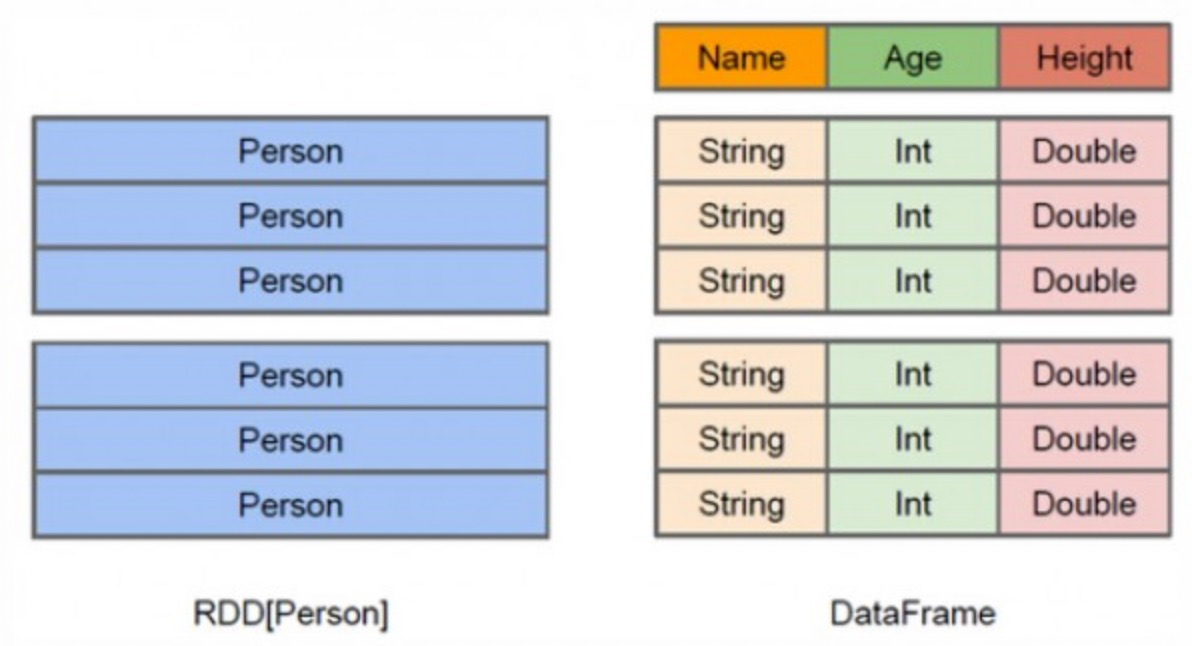 Name Age Height
Person String Int Double
Person String Int Double
Person String Int Double
Person String Int Double
Person String Int Double
Person String Int Double
RDD[Person] DataFrame